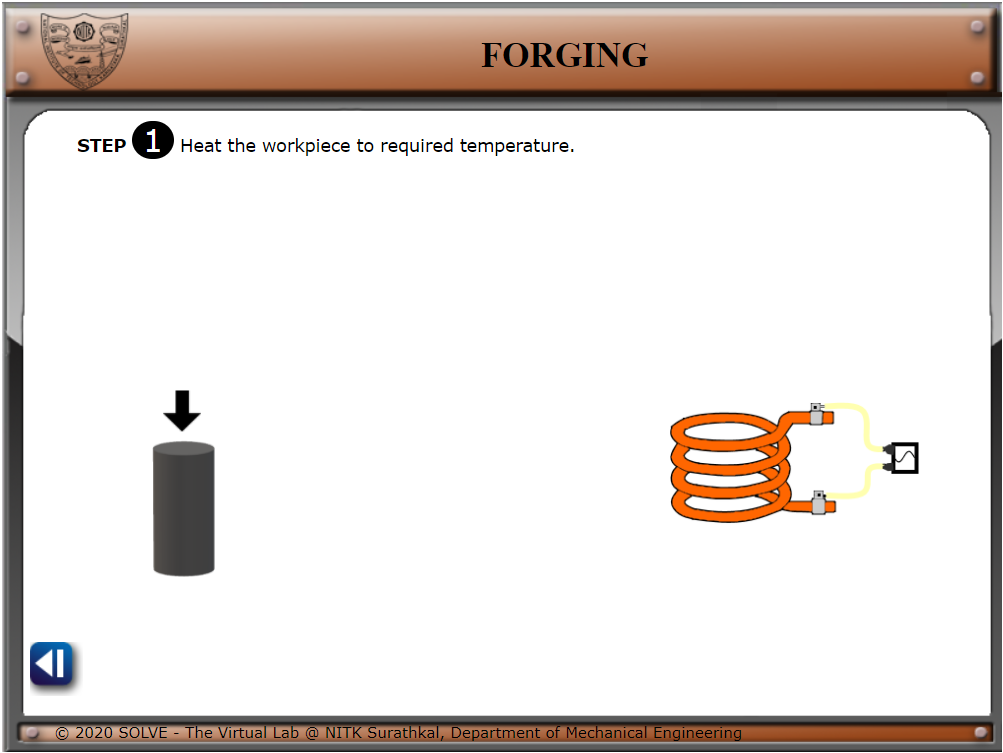 FORGING
STEP 1 Heat the workpiece to required temperature.
© 2020 SOLVE - The Virtual Lab @ NITK Surathkal, Department of Mechanical Engineering